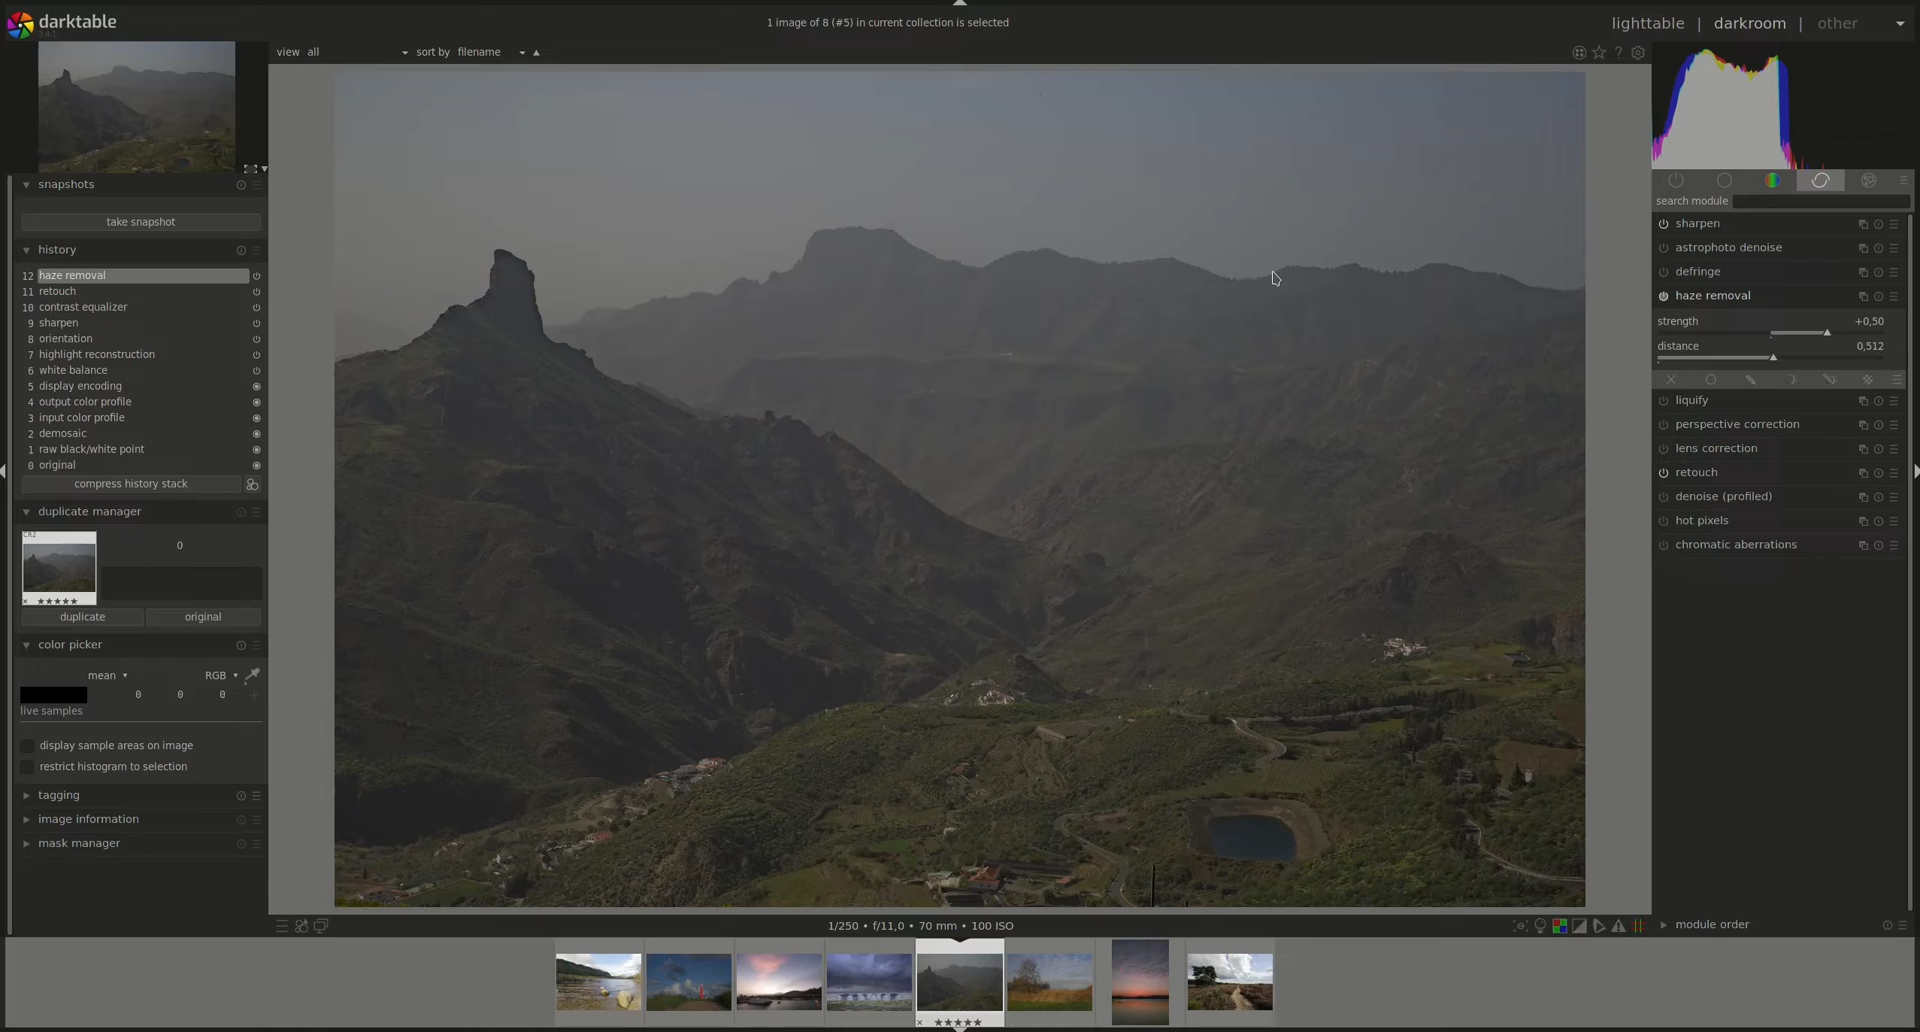 darktable
3.4.1
1 image of 8 (#5) in current collection is selected
lighttable | darkroom | other
view all sort by filename
snapshots
take snapshot
history
12 haze removal
11 retouch
10 contrast equalizer
9 sharpen
8 orientation
7 highlight reconstruction
6 white balance
5 display encoding
4 output color profile
3 input color profile
2 demosaic
1 raw black/white point
0 original
compress history stack
duplicate manager
CR2
0
duplicate original
color picker
mean RGB
0 0 0
live samples
display sample areas on image
restrict histogram to selection
tagging
image information
mask manager
search module
sharpen
astrophoto denoise
defringe
haze removal
strength +0,50
distance 0,512
liquify
perspective correction
lens correction
retouch
denoise (profiled)
hot pixels
chromatic aberrations
module order
1/250 • f/11,0 • 70 mm • 100 ISO